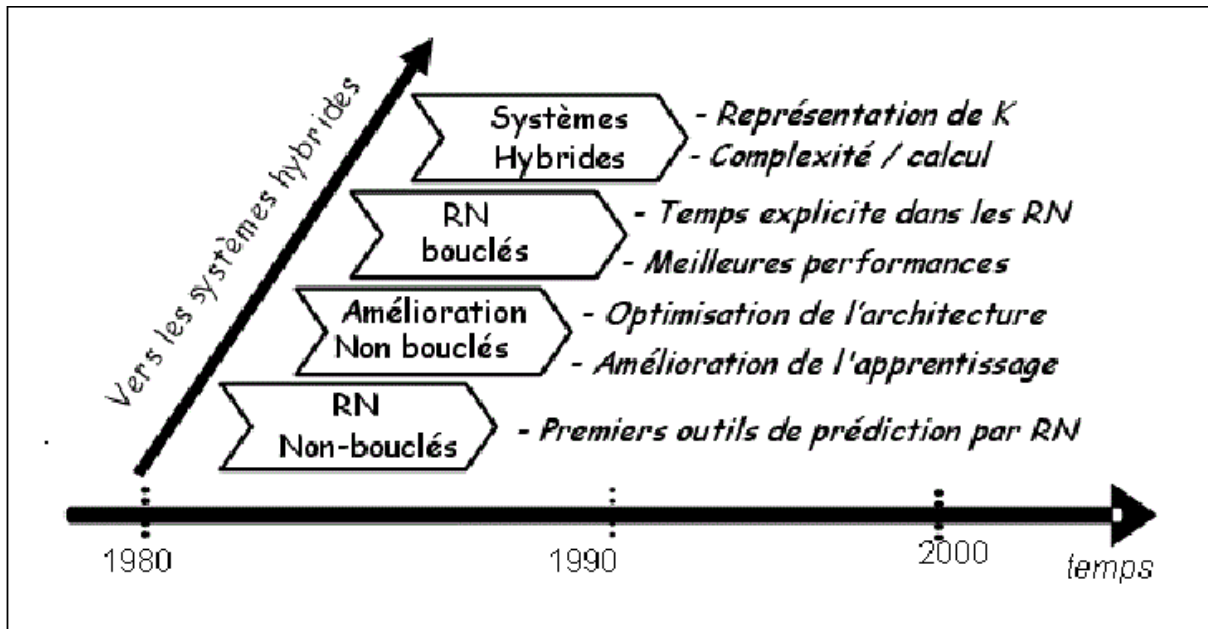 Vers les systèmes hybrides
Systèmes
Hybrides
- Représentation de K
- Complexité / calcul
RN
bouclés
- Temps explicite dans les RN
- Meilleures performances
Amélioration
Non bouclés
- Optimisation de l'architecture
- Amélioration de l'apprentissage
RN
Non-bouclés
- Premiers outils de prédiction par RN
1980
1990
2000
temps